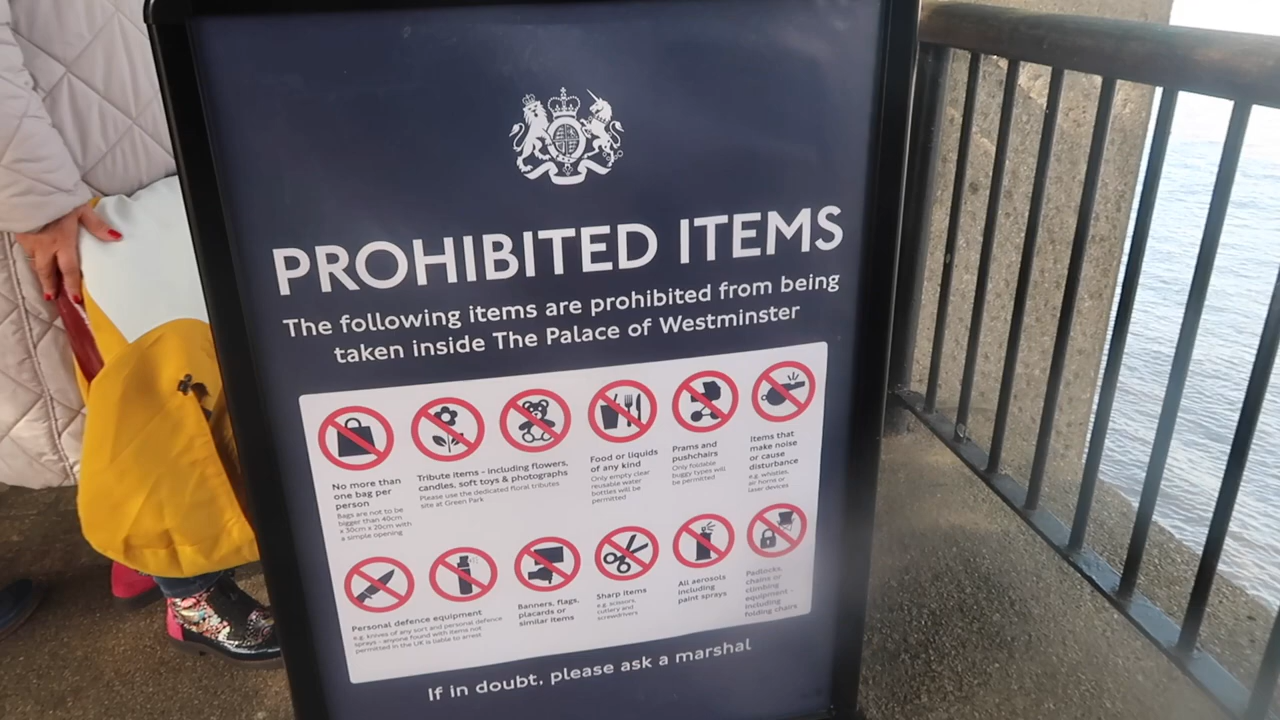 PROHIBITED ITEMS
The following items are prohibited from being
taken inside The Palace of Westminster
No more than
one bag per
person
Bags are not to be
bigger than 40cm
x 30cm x 20cm with
a simple opening
Tribute items - including flowers,
candles, soft toys & photographs
Please use the dedicated floral tributes
site at Green Park
Food or liquids
of any kind
Only empty clear
reusable water
bottles will be
permitted
Prams and
pushchairs
Only foldable
buggy types will
be permitted
Items that
make noise
or cause
disturbance
e.g. whistles,
air horns or
laser devices
Personal defence equipment
e.g. knives of any sort and personal defence
sprays - anyone found with items not
permitted in the UK is liable to arrest
Banners, flags,
placards or
similar items
Sharp items
e.g. scissors,
cutlery and
screwdrivers
All aerosols
including
paint sprays
Padlocks,
chains or
climbing
equipment -
including
folding chairs
If in doubt, please ask a marshal